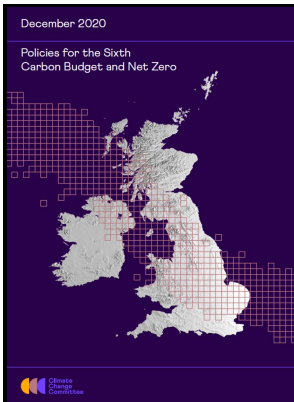 December 2020
Policies for the Sixth
Carbon Budget and Net Zero
Climate
Change
Committee